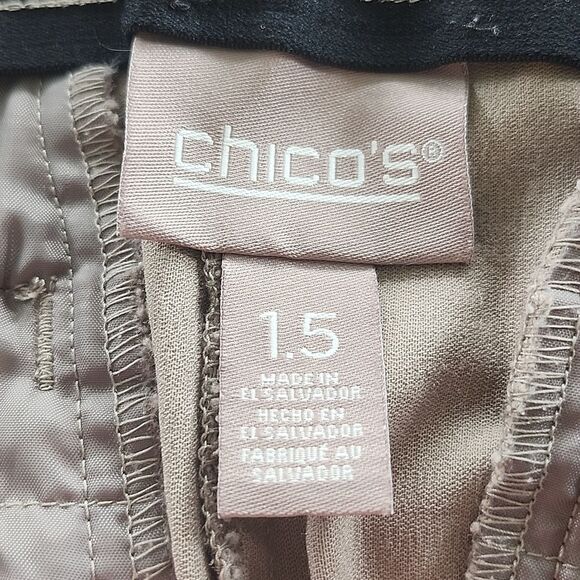 chico's®
1.5
MADE IN
EL SALVADOR
HECHO EN
EL SALVADOR
FABRIQUÉ AU
SALVADOR